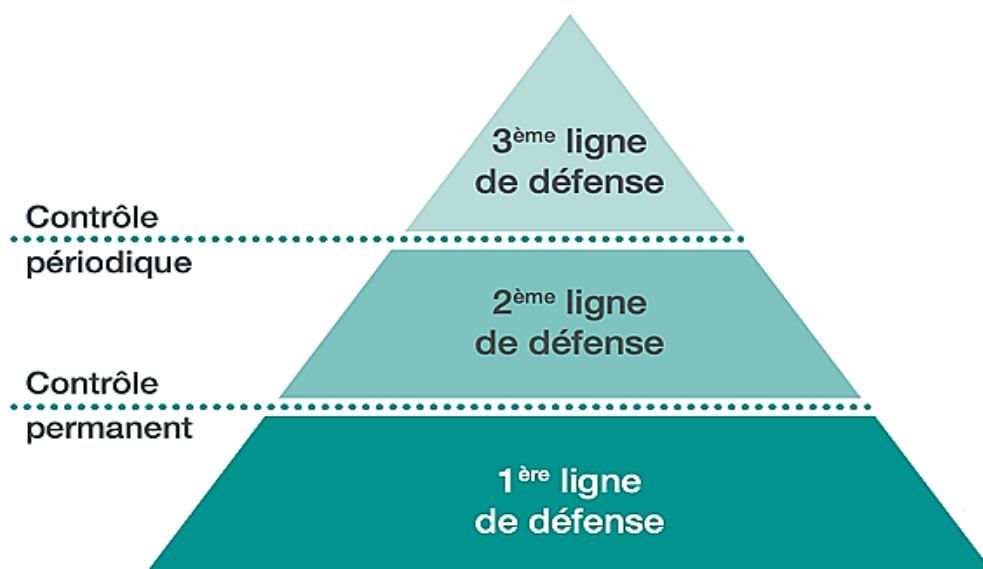 3ème ligne
de défense
Contrôle
périodique
2ème ligne
de défense
Contrôle
permanent
1ère ligne
de défense